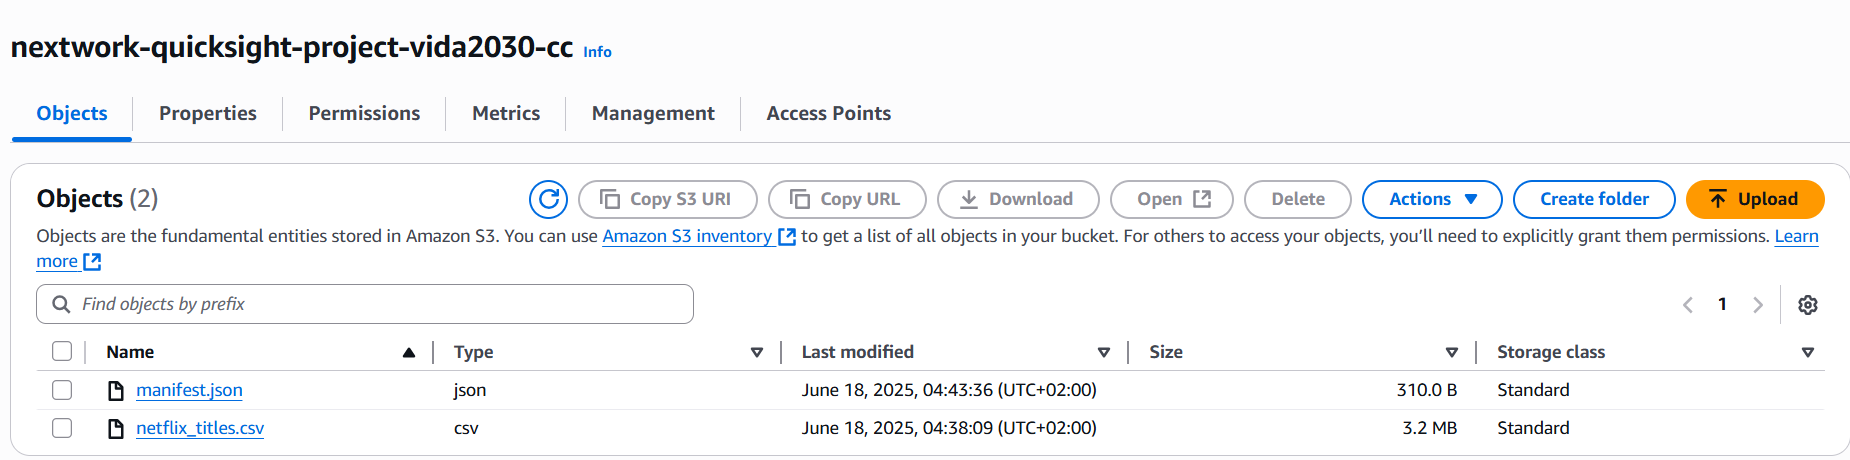 nextwork-quicksight-project-vida2030-cc Info
Objects Properties Permissions Metrics Management Access Points
Objects (2) Copy S3 URI Copy URL Download Open Delete Actions Create folder Upload
Objects are the fundamental entities stored in Amazon S3. You can use Amazon S3 inventory to get a list of all objects in your bucket. For others to access your objects, you’ll need to explicitly grant them permissions. Learn
more
Find objects by prefix 1
Name Type Last modified Size Storage class
manifest.json json June 18, 2025, 04:43:36 (UTC+02:00) 310.0 B Standard
netflix_titles.csv csv June 18, 2025, 04:38:09 (UTC+02:00) 3.2 MB Standard